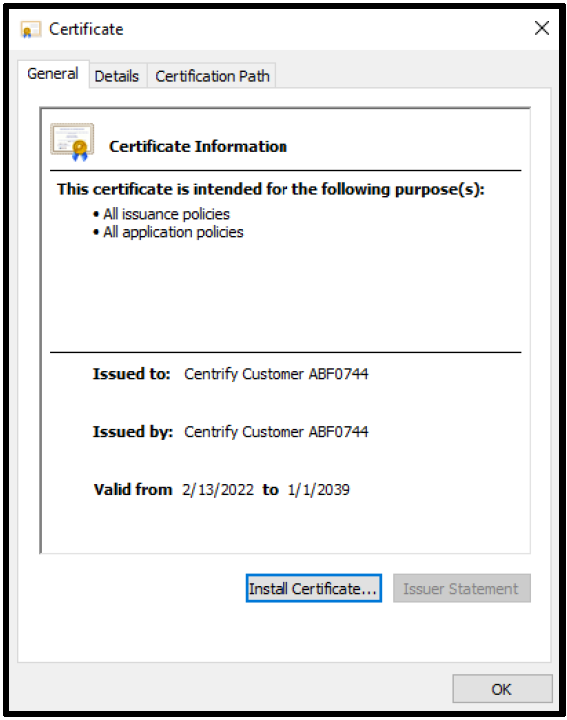 Certificate
General Details Certification Path
Certificate Information
This certificate is intended for the following purpose(s):
• All issuance policies
• All application policies
Issued to: Centrify Customer ABF0744
Issued by: Centrify Customer ABF0744
Valid from 2/13/2022 to 1/1/2039
Install Certificate... Issuer Statement
OK